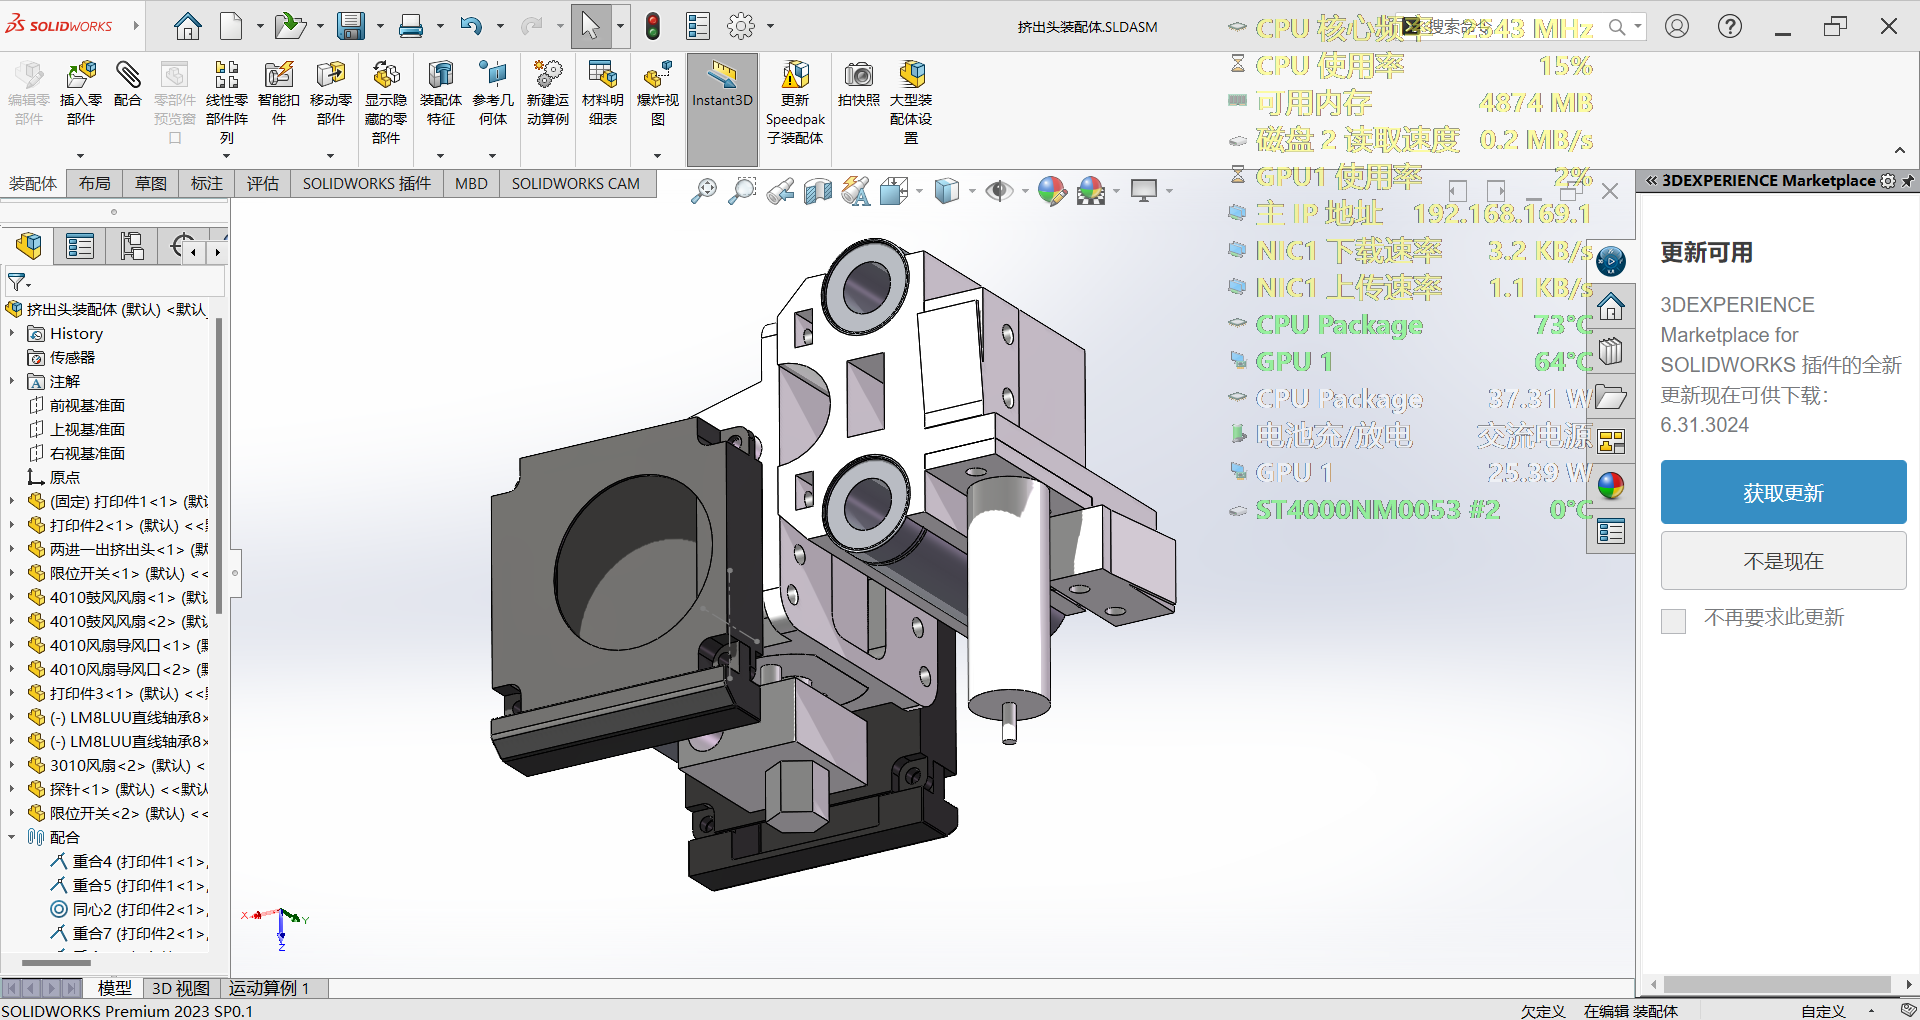 SOLIDWORKS
挤出头装配体.SLDASM
搜索命令
编辑零部件
插入零部件
配合
零部件预览窗口
线性零部件阵列
智能扣件
移动零部件
显示隐藏的零部件
装配体特征
参考几何体
新建运动算例
材料明细表
爆炸视图
Instant3D
更新 Speedpak 子装配体
拍快照
大型装配体设置
装配体
布局
草图
标注
评估
SOLIDWORKS 插件
MBD
SOLIDWORKS CAM
CPU 核心频率 2543 MHz
CPU 使用率 15%
可用内存 4874 MB
磁盘 2 读取速度 0.2 MB/s
GPU1 使用率 2%
主 IP 地址 192.168.169.1
NIC1 下载速率 3.2 KB/s
NIC1 上传速率 1.1 KB/s
CPU Package 73°C
GPU 1 64°C
CPU Package 37.31 W
电池充/放电 交流电源
GPU 1 25.39 W
ST4000NM0053 #2 0°C
挤出头装配体 (默认) <默认
History
传感器
注解
前视基准面
上视基准面
右视基准面
原点
(固定) 打印件1<1> (默认
打印件2<1> (默认) <<
两进一出挤出头<1> (默
限位开关<1> (默认) <<
4010鼓风风扇<1> (默认
4010鼓风风扇<2> (默认
4010风扇导风口<1> (默
4010风扇导风口<2> (默
打印件3<1> (默认) <<
(-) LM8LUU直线轴承8×
(-) LM8LUU直线轴承8×
3010风扇<2> (默认) <
探针<1> (默认) <<默认
限位开关<2> (默认) <<
配合
重合4 (打印件1<1>,
重合5 (打印件1<1>,
同心2 (打印件2<1>,
重合7 (打印件2<1>,
X
Y
Z
模型
3D 视图
运动算例 1
SOLIDWORKS Premium 2023 SP0.1
欠定义
在编辑 装配体
自定义
3DEXPERIENCE Marketplace
更新可用
3DEXPERIENCE
Marketplace for
SOLIDWORKS 插件的全新
更新现在可供下载：
6.31.3024
获取更新
不是现在
不再要求此更新